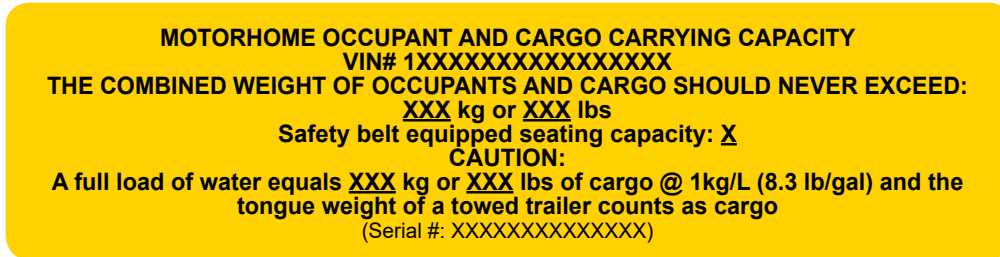 MOTORHOME OCCUPANT AND CARGO CARRYING CAPACITY
VIN# 1XXXXXXXXXXXXXXXX
THE COMBINED WEIGHT OF OCCUPANTS AND CARGO SHOULD NEVER EXCEED:
XXX kg or XXX lbs
Safety belt equipped seating capacity: X
CAUTION:
A full load of water equals XXX kg or XXX lbs of cargo @ 1kg/L (8.3 lb/gal) and the
tongue weight of a towed trailer counts as cargo
(Serial #: XXXXXXXXXXXXXX)